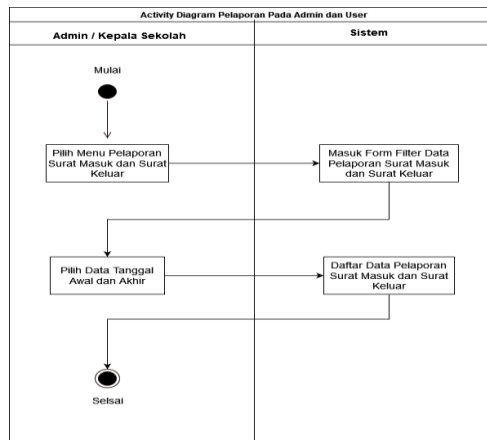 Activity Diagram Pelaporan Pada Admin dan User
Admin / Kepala Sekolah
Sistem
Mulai
Pilih Menu Pelaporan
Surat Masuk dan Surat
Keluar
Masuk Form Filter Data
Pelaporan Surat Masuk
dan Surat Keluar
Pilih Data Tanggal
Awal dan Akhir
Daftar Data Pelaporan
Surat Masuk dan Surat
Keluar
Selsai